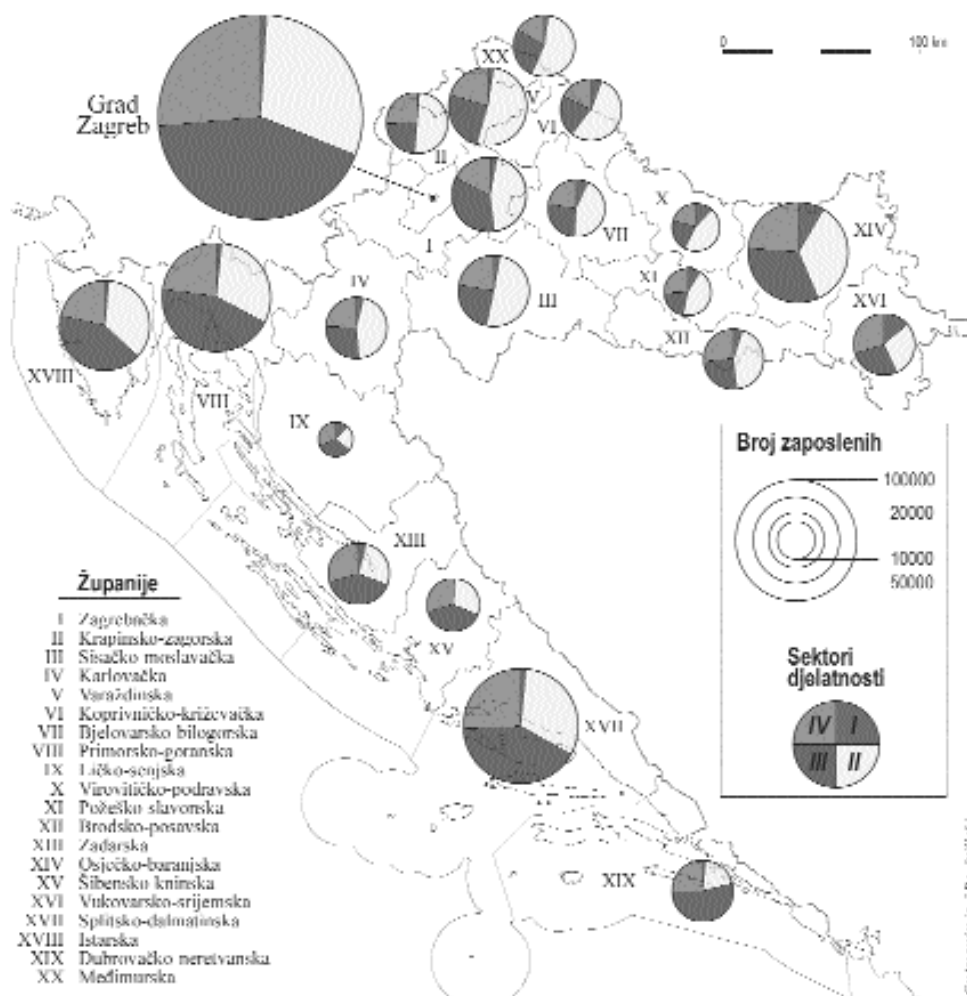 XX
0
100 km
Grad
Zagreb
V
VI
II
X
XIV
VII
I
XI
IV
III
XVI
XII
XVIII
VIII
IX
Broj zaposlenih
100000
20000
10000
50000
XIII
Županije
I Zagrebačka
II Krapinsko-zagorska
III Sisačko moslavačka
IV Karlovačka
V Varaždinska
VI Koprivničko-križevačka
VII Bjelovarsko bilogorska
VIII Primorsko-goranska
IX Ličko-senjska
X Virovitičko-podravska
XI Požeško slavonska
XII Brodsko-posavska
XIII Zadarska
XIV Osječko-baranjska
XV Šibensko kninska
XVI Vukovarsko-srijemska
XVII Splitsko-dalmatinska
XVIII Istarska
XIX Dubrovačko neretvanska
XX Međimurska
XV
Sektori
djelatnosti
IV I
III II
XVII
XIX